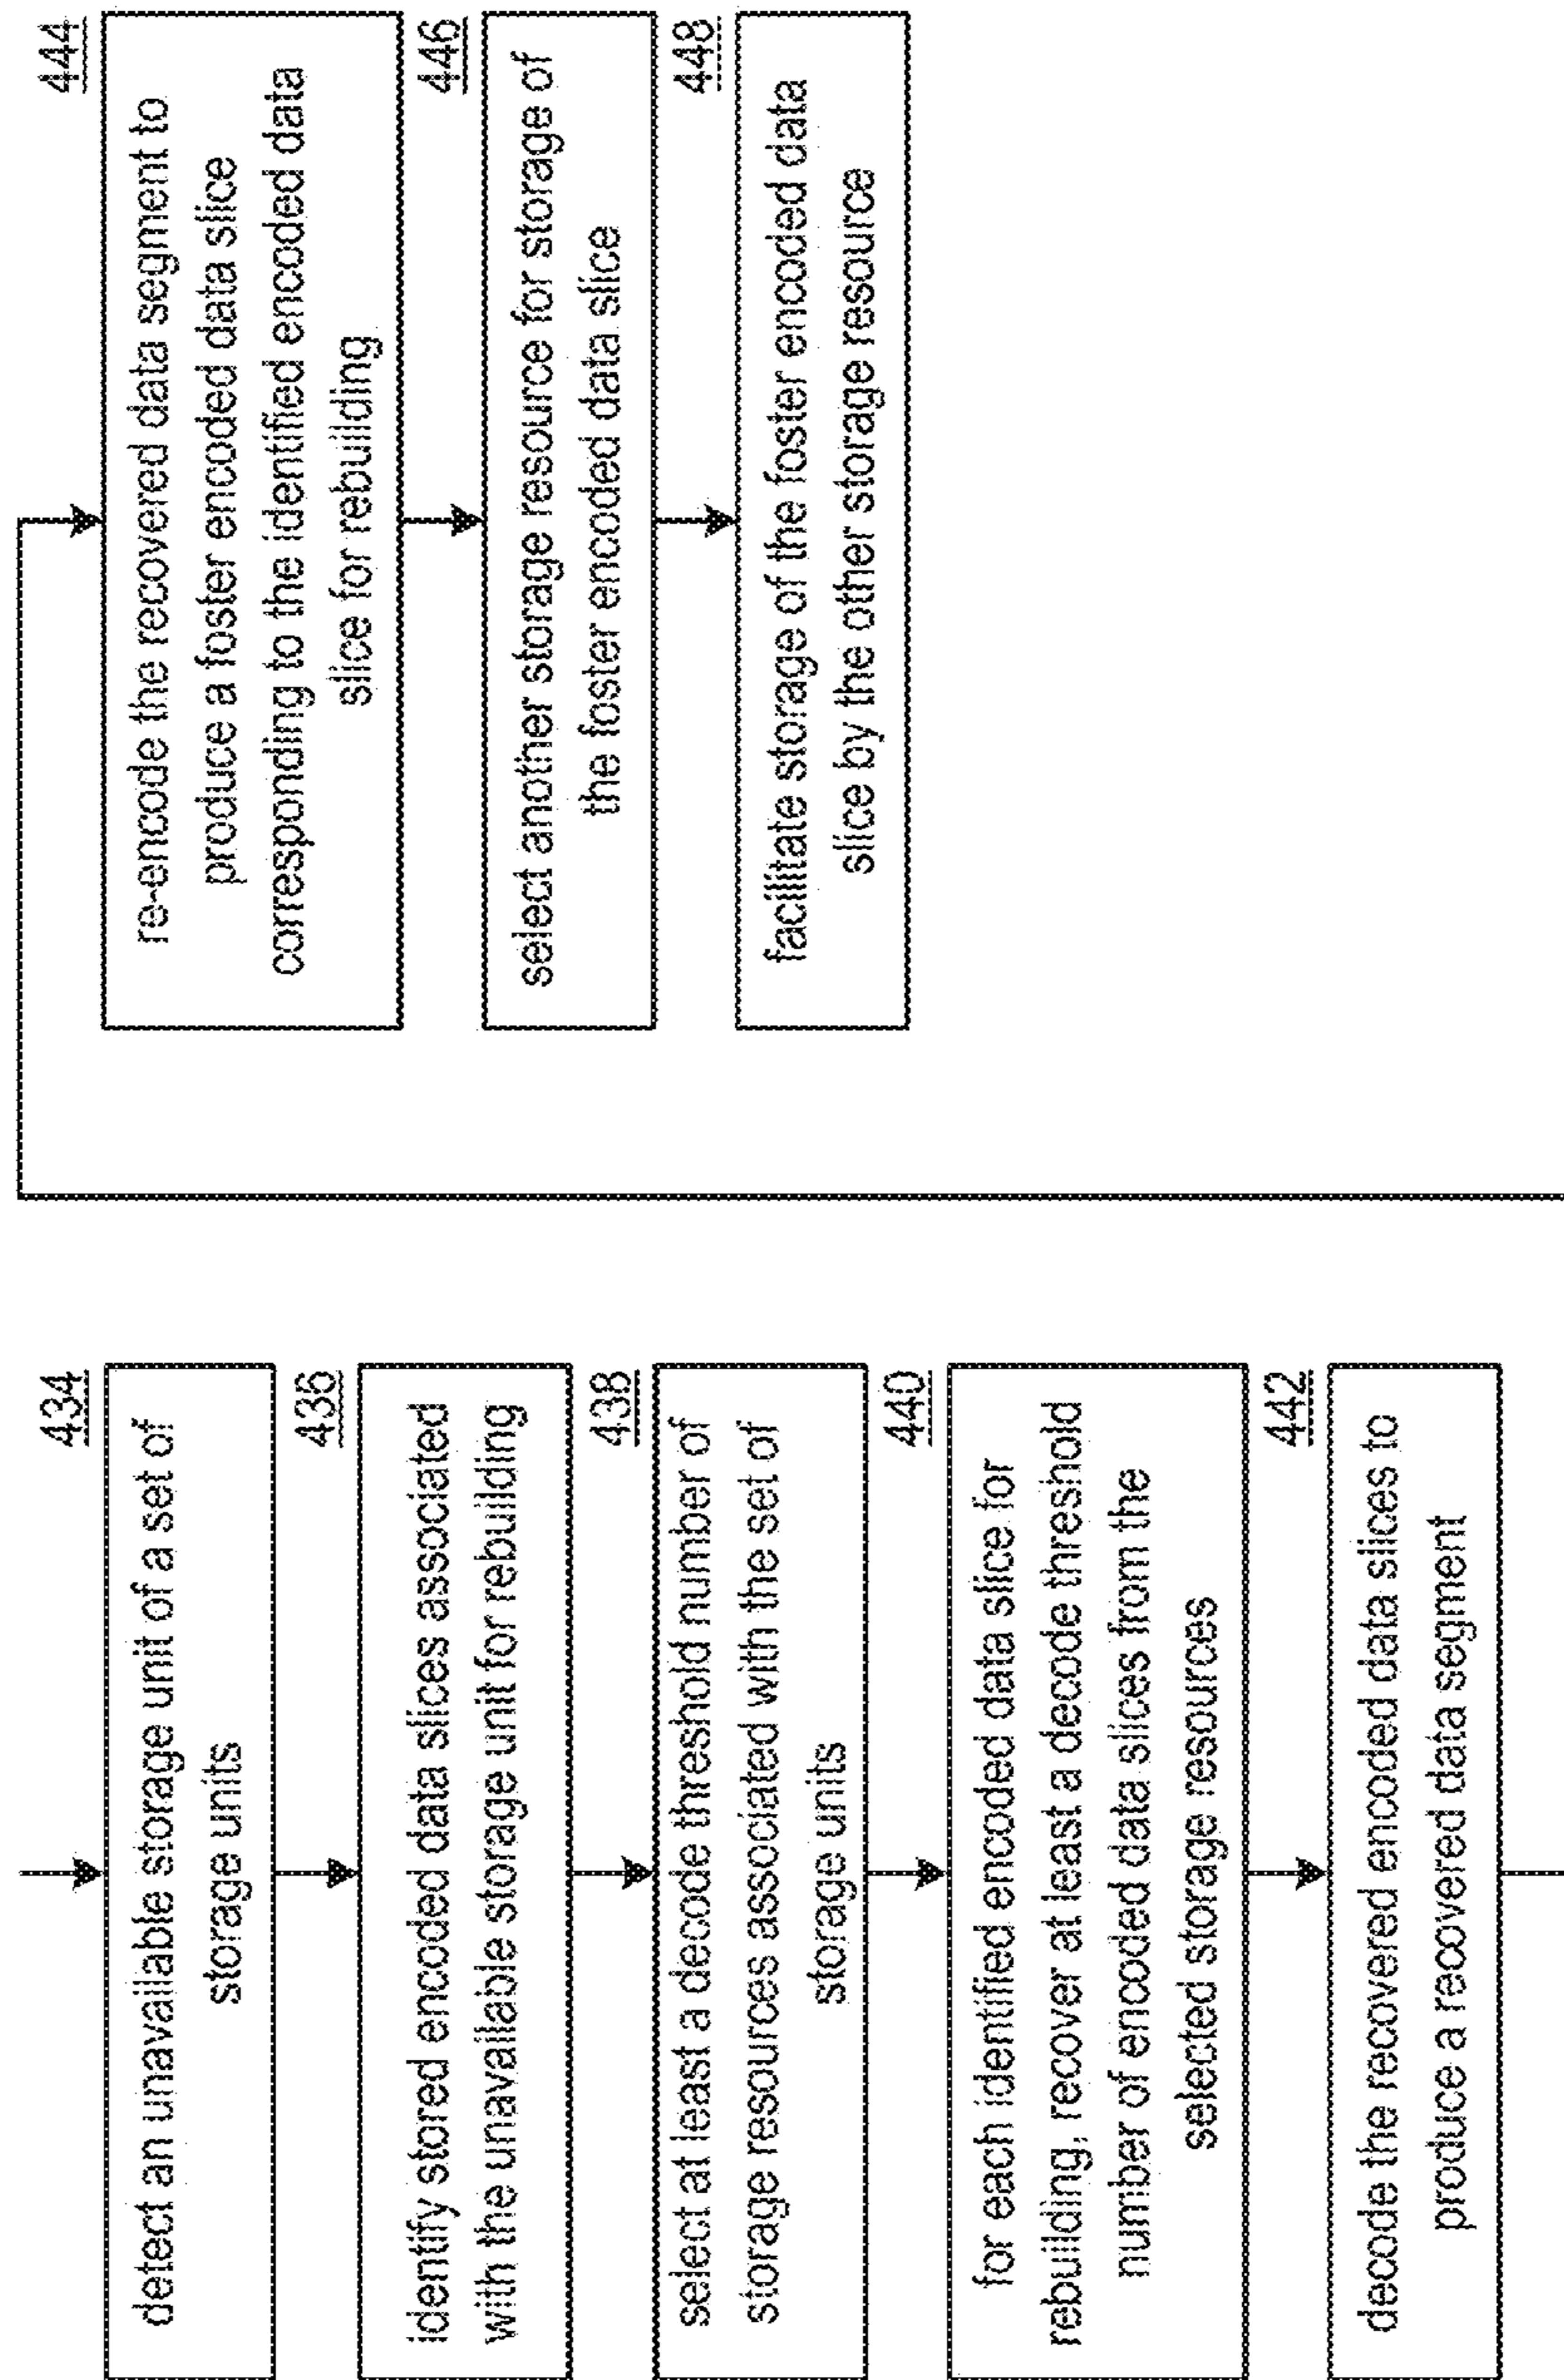 434
detect an unavailable storage unit of a set of
storage units
436
identify stored encoded data slices associated
with the unavailable storage unit for rebuilding
438
select at least a decode threshold number of
storage resources associated with the set of
storage units
440
for each identified encoded data slice for
rebuilding, recover at least a decode threshold
number of encoded data slices from the
selected storage resources
442
decode the recovered encoded data slices to
produce a recovered data segment
444
re-encode the recovered data segment to
produce a foster encoded data slice
corresponding to the identified encoded data
slice for rebuilding
446
select another storage resource for storage of
the foster encoded data slice
448
facilitate storage of the foster encoded data
slice by the other storage resource